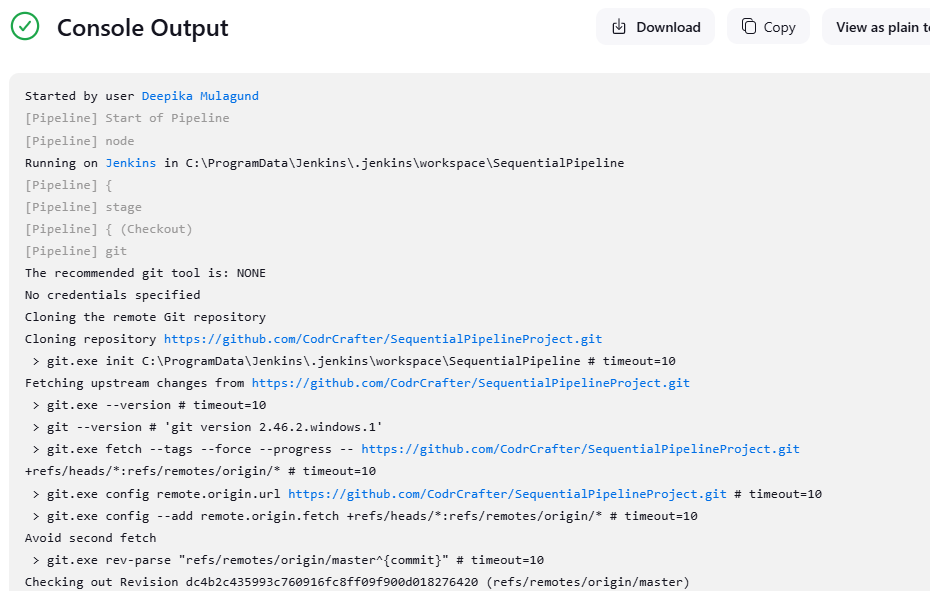 Console Output
Download
Copy
View as plain t
Started by user Deepika Mulagund
[Pipeline] Start of Pipeline
[Pipeline] node
Running on Jenkins in C:\ProgramData\Jenkins\.jenkins\workspace\SequentialPipeline
[Pipeline] {
[Pipeline] stage
[Pipeline] { (Checkout)
[Pipeline] git
The recommended git tool is: NONE
No credentials specified
Cloning the remote Git repository
Cloning repository https://github.com/CodrCrafter/SequentialPipelineProject.git
 > git.exe init C:\ProgramData\Jenkins\.jenkins\workspace\SequentialPipeline # timeout=10
Fetching upstream changes from https://github.com/CodrCrafter/SequentialPipelineProject.git
 > git.exe --version # timeout=10
 > git --version # 'git version 2.46.2.windows.1'
 > git.exe fetch --tags --force --progress -- https://github.com/CodrCrafter/SequentialPipelineProject.git
+refs/heads/*:refs/remotes/origin/* # timeout=10
 > git.exe config remote.origin.url https://github.com/CodrCrafter/SequentialPipelineProject.git # timeout=10
 > git.exe config --add remote.origin.fetch +refs/heads/*:refs/remotes/origin/* # timeout=10
Avoid second fetch
 > git.exe rev-parse "refs/remotes/origin/master^{commit}" # timeout=10
Checking out Revision dc4b2c435993c760916fc8ff09f900d018276420 (refs/remotes/origin/master)